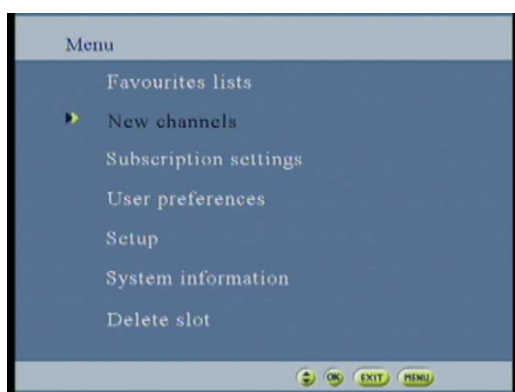 Menu
Favourites lists
New channels
Subscription settings
User preferences
Setup
System information
Delete slot
OK EXIT MENU